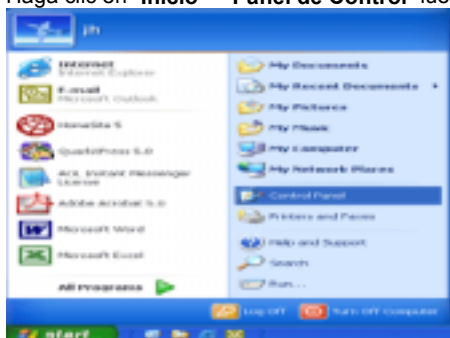 Haga clic en "Inicio" "Panel de Control"
jh
Internet
Internet Explorer
E-mail
Microsoft Outlook
HomeSite 5
QuarkXPress 5.0
AOL Instant Messenger
License
Adobe Acrobat 5.0
Microsoft Word
Microsoft Excel
All Programs
My Documents
My Recent Documents
My Pictures
My Music
My Computer
My Network Places
Control Panel
Printers and Faxes
Help and Support
Search
Run...
Log Off
Turn Off Computer
start